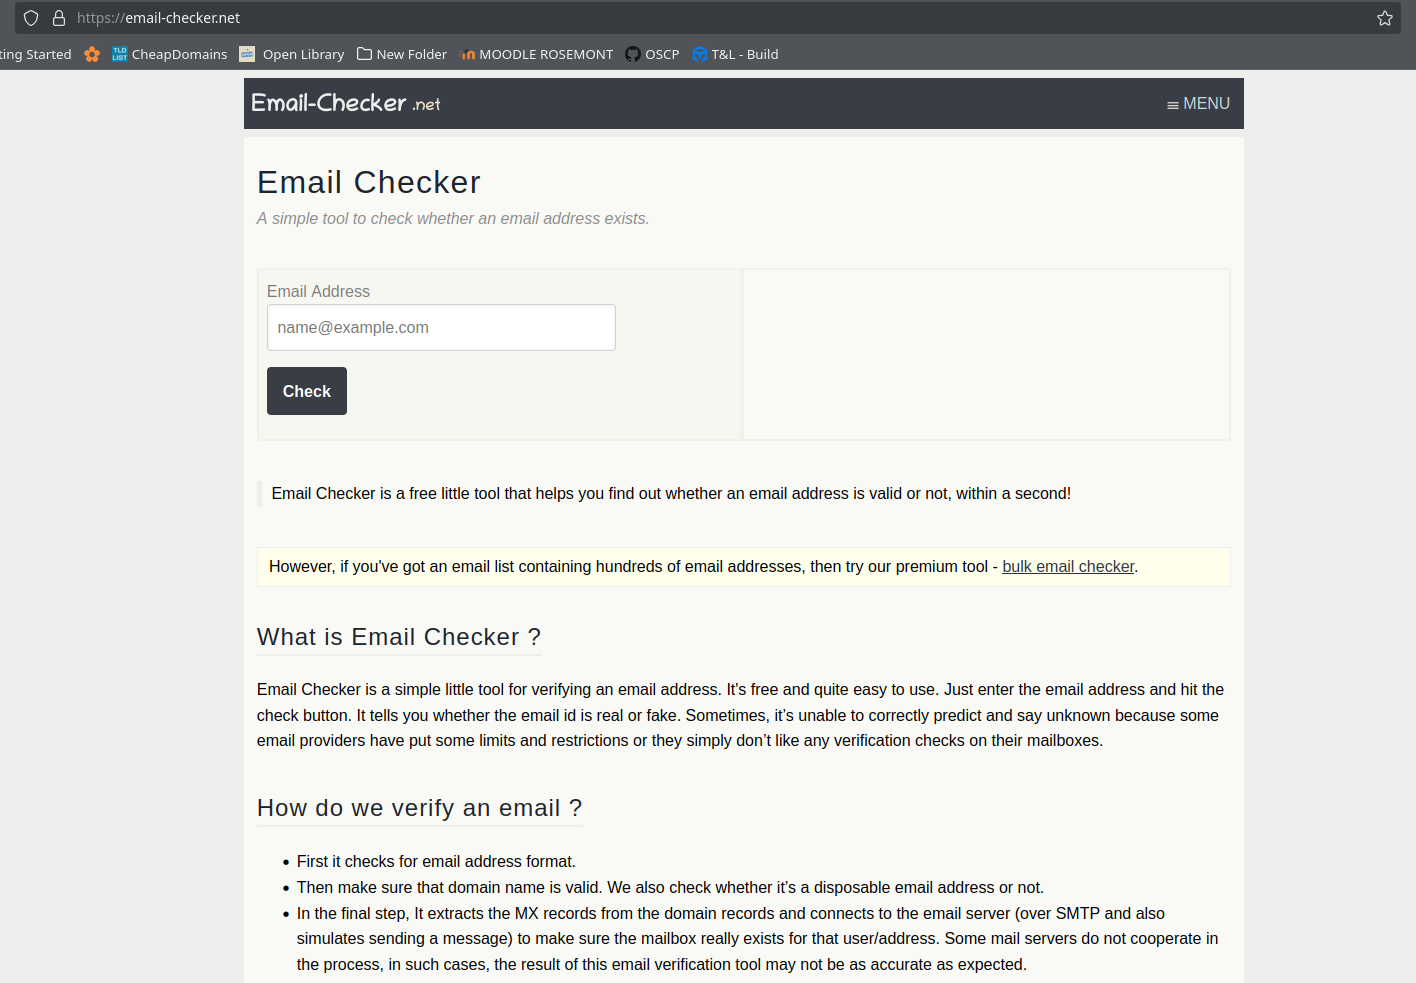 https://email-checker.net
ting Started CheapDomains Open Library New Folder MOODLE ROSEMONT OSCP T&L - Build
TLD
LIST
Email-Checker .net
MENU
Email Checker
A simple tool to check whether an email address exists.
Email Address
name@example.com
Check
Email Checker is a free little tool that helps you find out whether an email address is valid or not, within a second!
However, if you've got an email list containing hundreds of email addresses, then try our premium tool - bulk email checker.
What is Email Checker ?
Email Checker is a simple little tool for verifying an email address. It's free and quite easy to use. Just enter the email address and hit the
check button. It tells you whether the email id is real or fake. Sometimes, it’s unable to correctly predict and say unknown because some
email providers have put some limits and restrictions or they simply don’t like any verification checks on their mailboxes.
How do we verify an email ?
• First it checks for email address format.
• Then make sure that domain name is valid. We also check whether it’s a disposable email address or not.
• In the final step, It extracts the MX records from the domain records and connects to the email server (over SMTP and also
simulates sending a message) to make sure the mailbox really exists for that user/address. Some mail servers do not cooperate in
the process, in such cases, the result of this email verification tool may not be as accurate as expected.